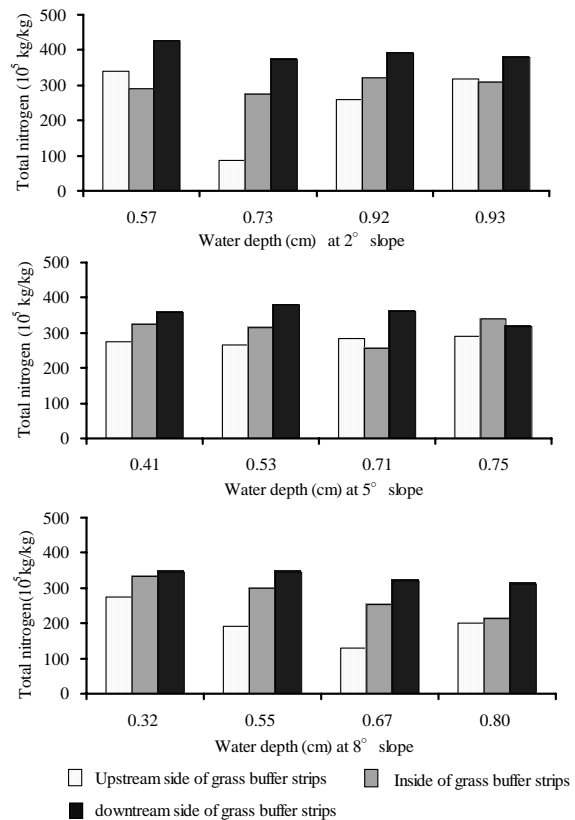 500
400
300
200
100
0
Total nitrogen (10⁵ kg/kg)
0.57 0.73 0.92 0.93
Water depth (cm) at 2° slope
500
400
300
200
100
0
Total nitrogen (10⁵ kg/kg)
0.41 0.53 0.71 0.75
Water depth (cm) at 5° slope
500
400
300
200
100
0
Total nitrogen(10⁵kg/kg)
0.32 0.55 0.67 0.80
Water depth (cm) at 8° slope
Upstream side of grass buffer strips Inside of grass buffer strips
downtream side of grass buffer strips